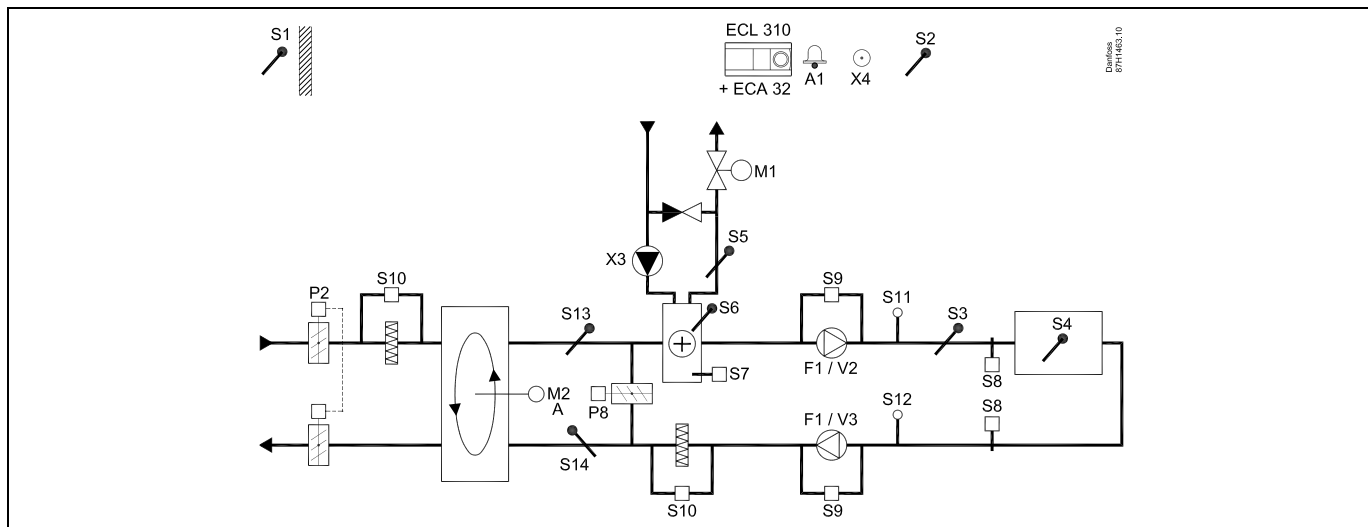 S1
ECL 310
+ ECA 32
A1
X4
S2
Danfoss
87H1463.10
M1
X3
S5
P2
S10
S13
S6
S9
S11
S3
S4
F1 / V2
S7
S8
M2
A
P8
S12
S8
F1 / V3
S14
S10
S9